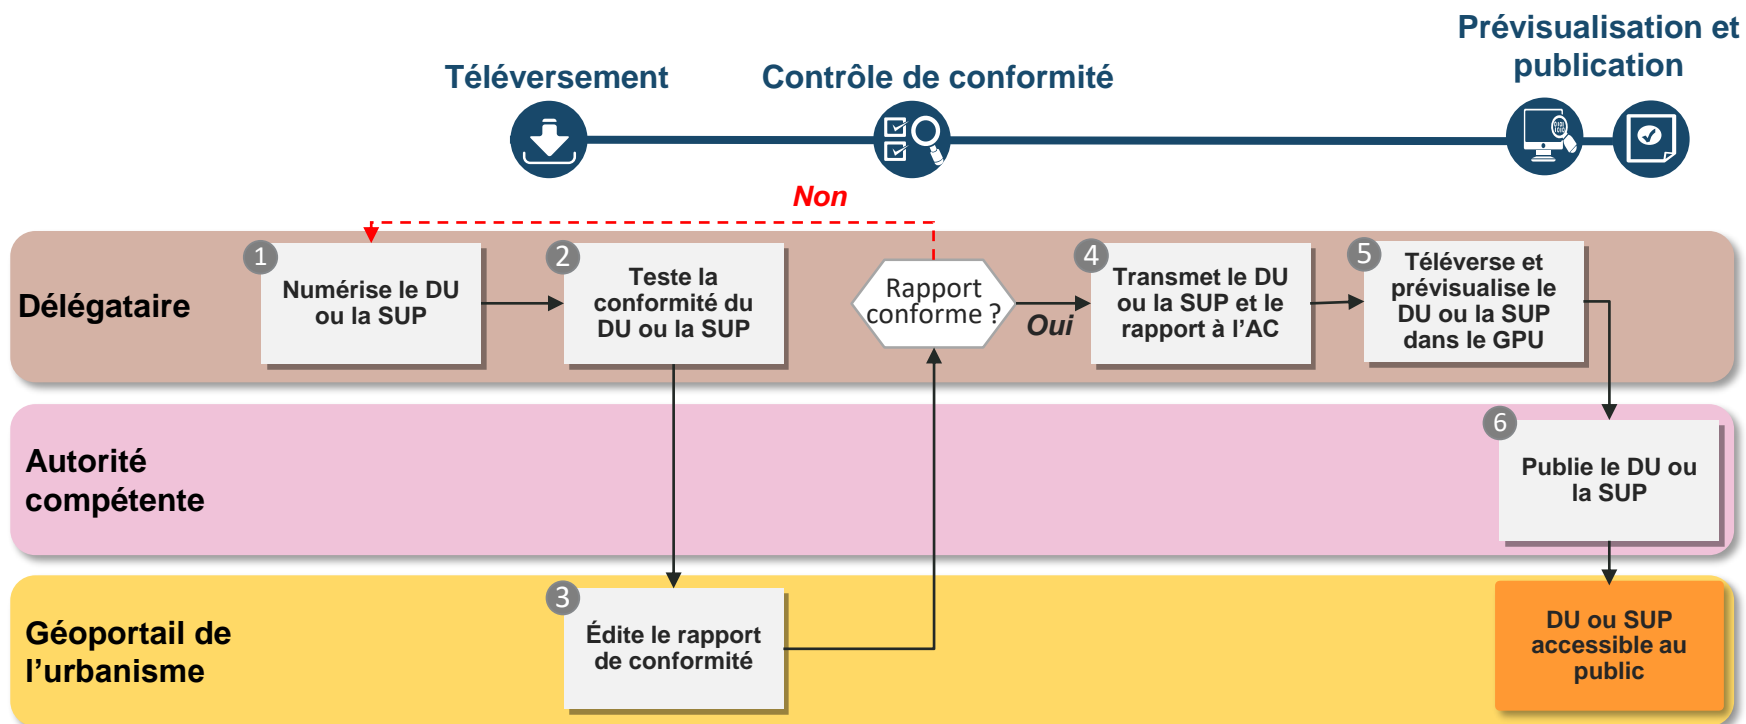 Téléversement
Contrôle de conformité
Prévisualisation et
publication
0101
1010
Non
Délégataire
1
Numérise le DU
ou la SUP
2
Teste la
conformité du
DU ou la SUP
Rapport
conforme ?
Oui
4
Transmet le DU
ou la SUP et le
rapport à l’AC
5
Téléverse et
prévisualise le
DU ou la SUP
dans le GPU
Autorité
compétente
6
Publie le DU ou
la SUP
Géoportail de
l’urbanisme
3
Édite le rapport
de conformité
DU ou SUP
accessible au
public